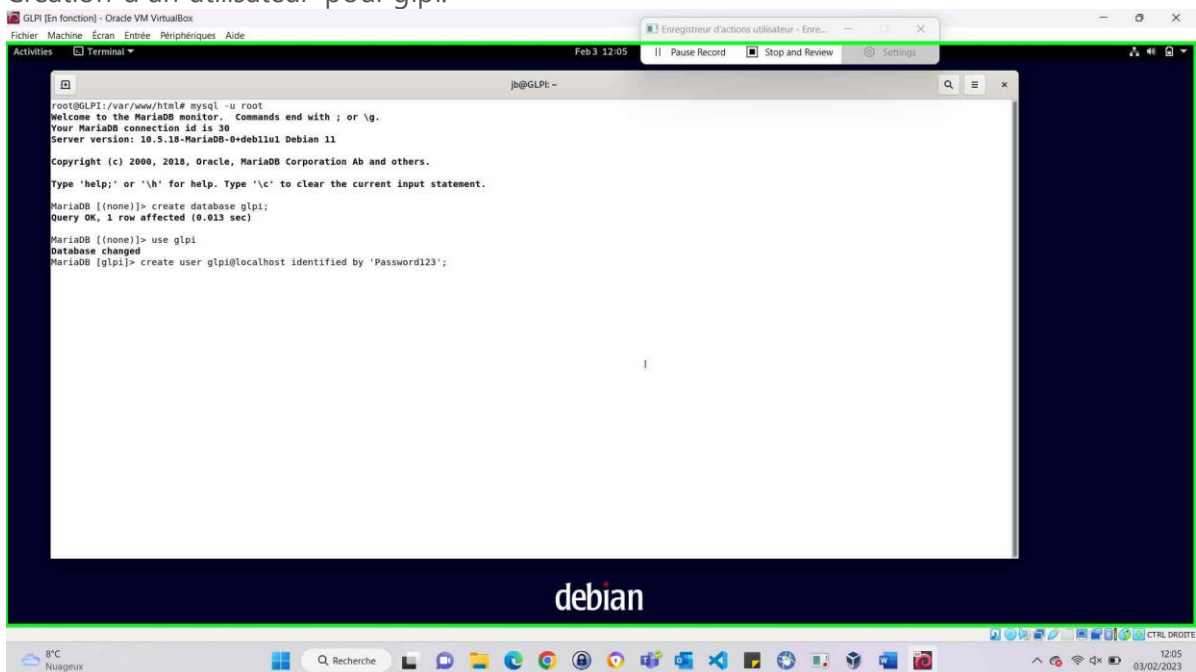 Création d'un utilisateur pour glpi.
GLPI [En fonction] - Oracle VM VirtualBox
Enregistreur d'actions utilisateur - Enre...
Fichier Machine Écran Entrée Périphériques Aide
Activities Terminal Feb 3 12:05 Pause Record Stop and Review Settings
jb@GLPI: ~
root@GLPI:/var/www/html# mysql -u root
Welcome to the MariaDB monitor. Commands end with ; or \g.
Your MariaDB connection id is 30
Server version: 10.5.18-MariaDB-0+deb11u1 Debian 11
Copyright (c) 2000, 2018, Oracle, MariaDB Corporation Ab and others.
Type 'help;' or '\h' for help. Type '\c' to clear the current input statement.
MariaDB [(none)]> create database glpi;
Query OK, 1 row affected (0.013 sec)
MariaDB [(none)]> use glpi
Database changed
MariaDB [glpi]> create user glpi@localhost identified by 'Password123';
debian
CTRL DROITE
8°C
Nuageux
Recherche
12:05
03/02/2023